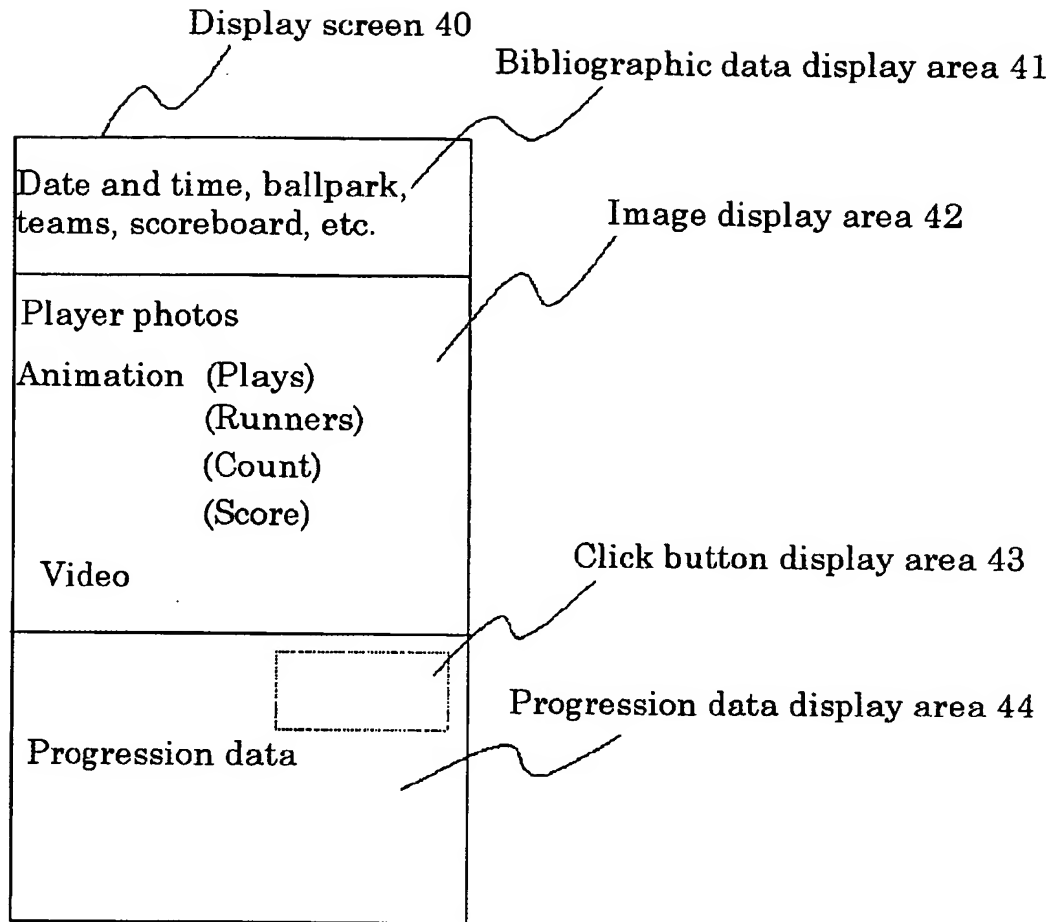 Display screen 40
Bibliographic data display area 41
Date and time, ballpark,
teams, scoreboard, etc.
Image display area 42
Player photos
Animation (Plays)
(Runners)
(Count)
(Score)
Click button display area 43
Video
Progression data display area 44
Progression data